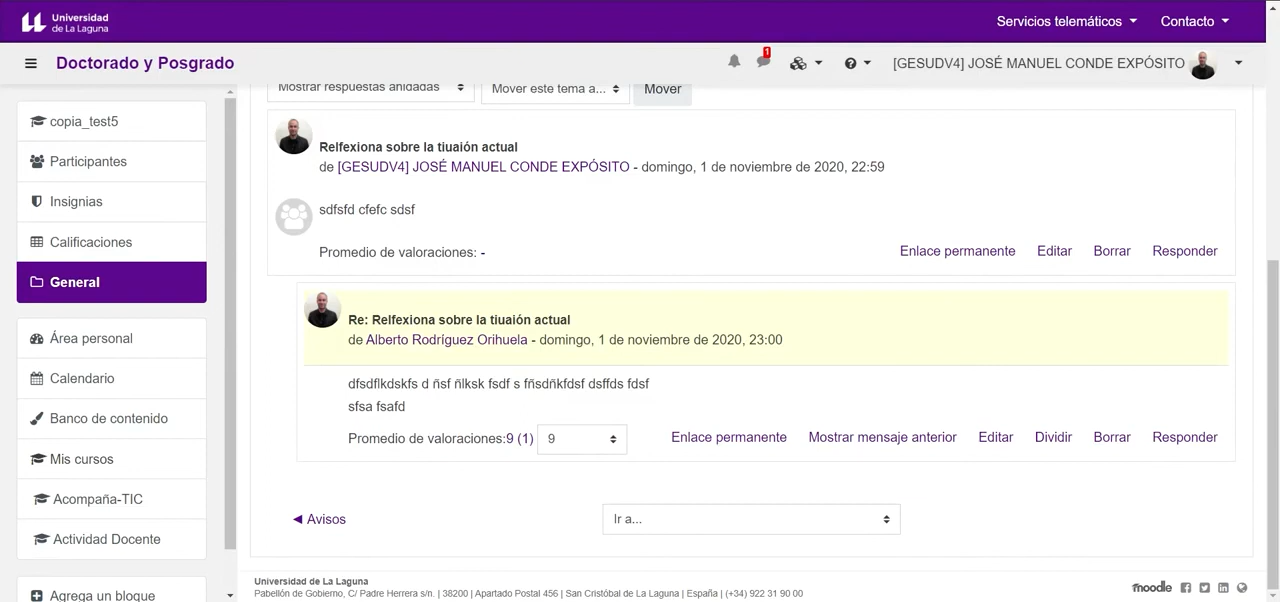 Universidad
de La Laguna
Servicios telemáticos
Contacto
Doctorado y Posgrado
1
[GESUDV4] JOSÉ MANUEL CONDE EXPÓSITO
copia_test5
Participantes
Insignias
Calificaciones
General
Área personal
Calendario
Banco de contenido
Mis cursos
Acompaña-TIC
Actividad Docente
Agrega un bloque
Mostrar respuestas anidadas
Mover este tema a...
Mover
Relfexiona sobre la tiuaión actual
de [GESUDV4] JOSÉ MANUEL CONDE EXPÓSITO - domingo, 1 de noviembre de 2020, 22:59
sdfsfd cfefc sdsf
Promedio de valoraciones: -
Enlace permanente Editar Borrar Responder
Re: Relfexiona sobre la tiuaión actual
de Alberto Rodríguez Orihuela - domingo, 1 de noviembre de 2020, 23:00
dfsdflkdskfs d ñsf ñlksk fsdf s fñsdñkfdsf dsffds fdsf
sfsa fsafd
Promedio de valoraciones:9 (1) 9
Enlace permanente Mostrar mensaje anterior Editar Dividir Borrar Responder
◄ Avisos
Ir a...
Universidad de La Laguna
Pabellón de Gobierno, C/ Padre Herrera s/n. | 38200 | Apartado Postal 456 | San Cristóbal de La Laguna | España | (+34) 922 31 90 00
moodle